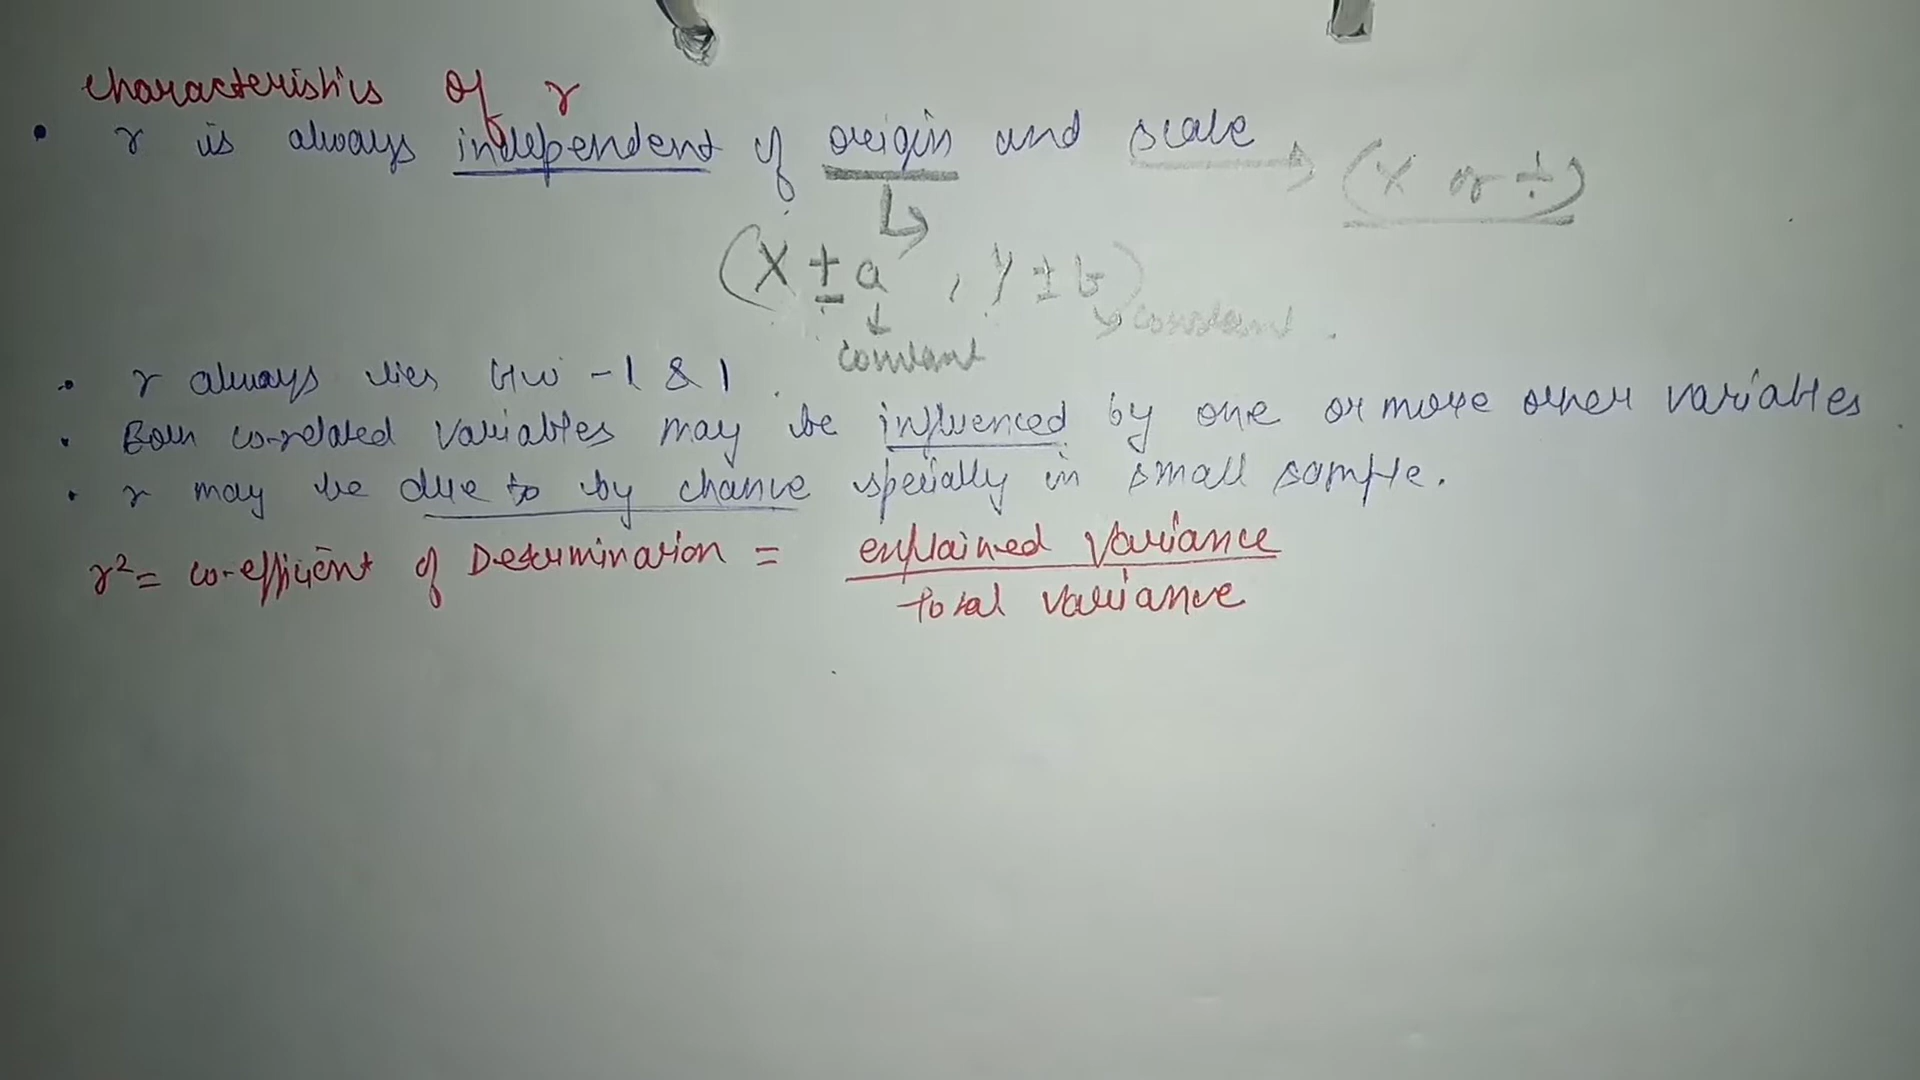 characteristics of r
• r is always independent of origin and scale → (× or ÷)
(X ± a , Y ± b)
constant
constant
• r always lies btw -1 & 1.
• Both co-related variables may be influenced by one or more other variables
• r may be due to by chance specially in small sample.
r² = co-efficient of Determination = explained variance
total variance